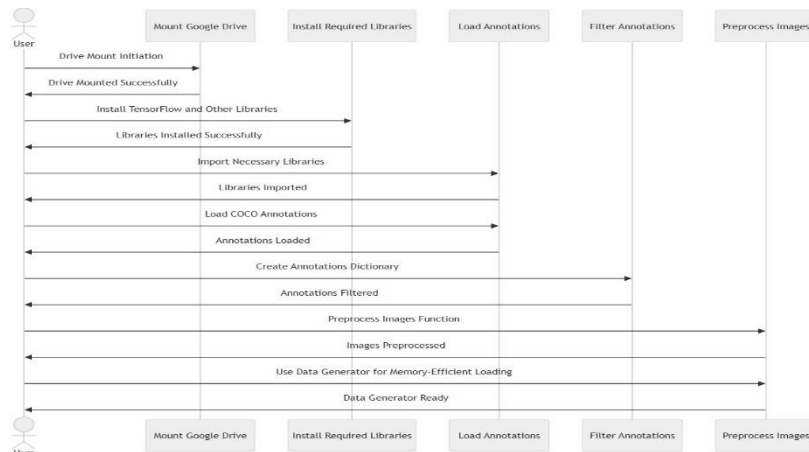 Mount Google Drive
Install Required Libraries
Load Annotations
Filter Annotations
Preprocess Images
User
Drive Mount Initiation
Drive Mounted Successfully
Install TensorFlow and Other Libraries
Libraries Installed Successfully
Import Necessary Libraries
Libraries Imported
Load COCO Annotations
Annotations Loaded
Create Annotations Dictionary
Annotations Filtered
Preprocess Images Function
Images Preprocessed
Use Data Generator for Memory-Efficient Loading
Data Generator Ready
Mount Google Drive
Install Required Libraries
Load Annotations
Filter Annotations
Preprocess Images
User